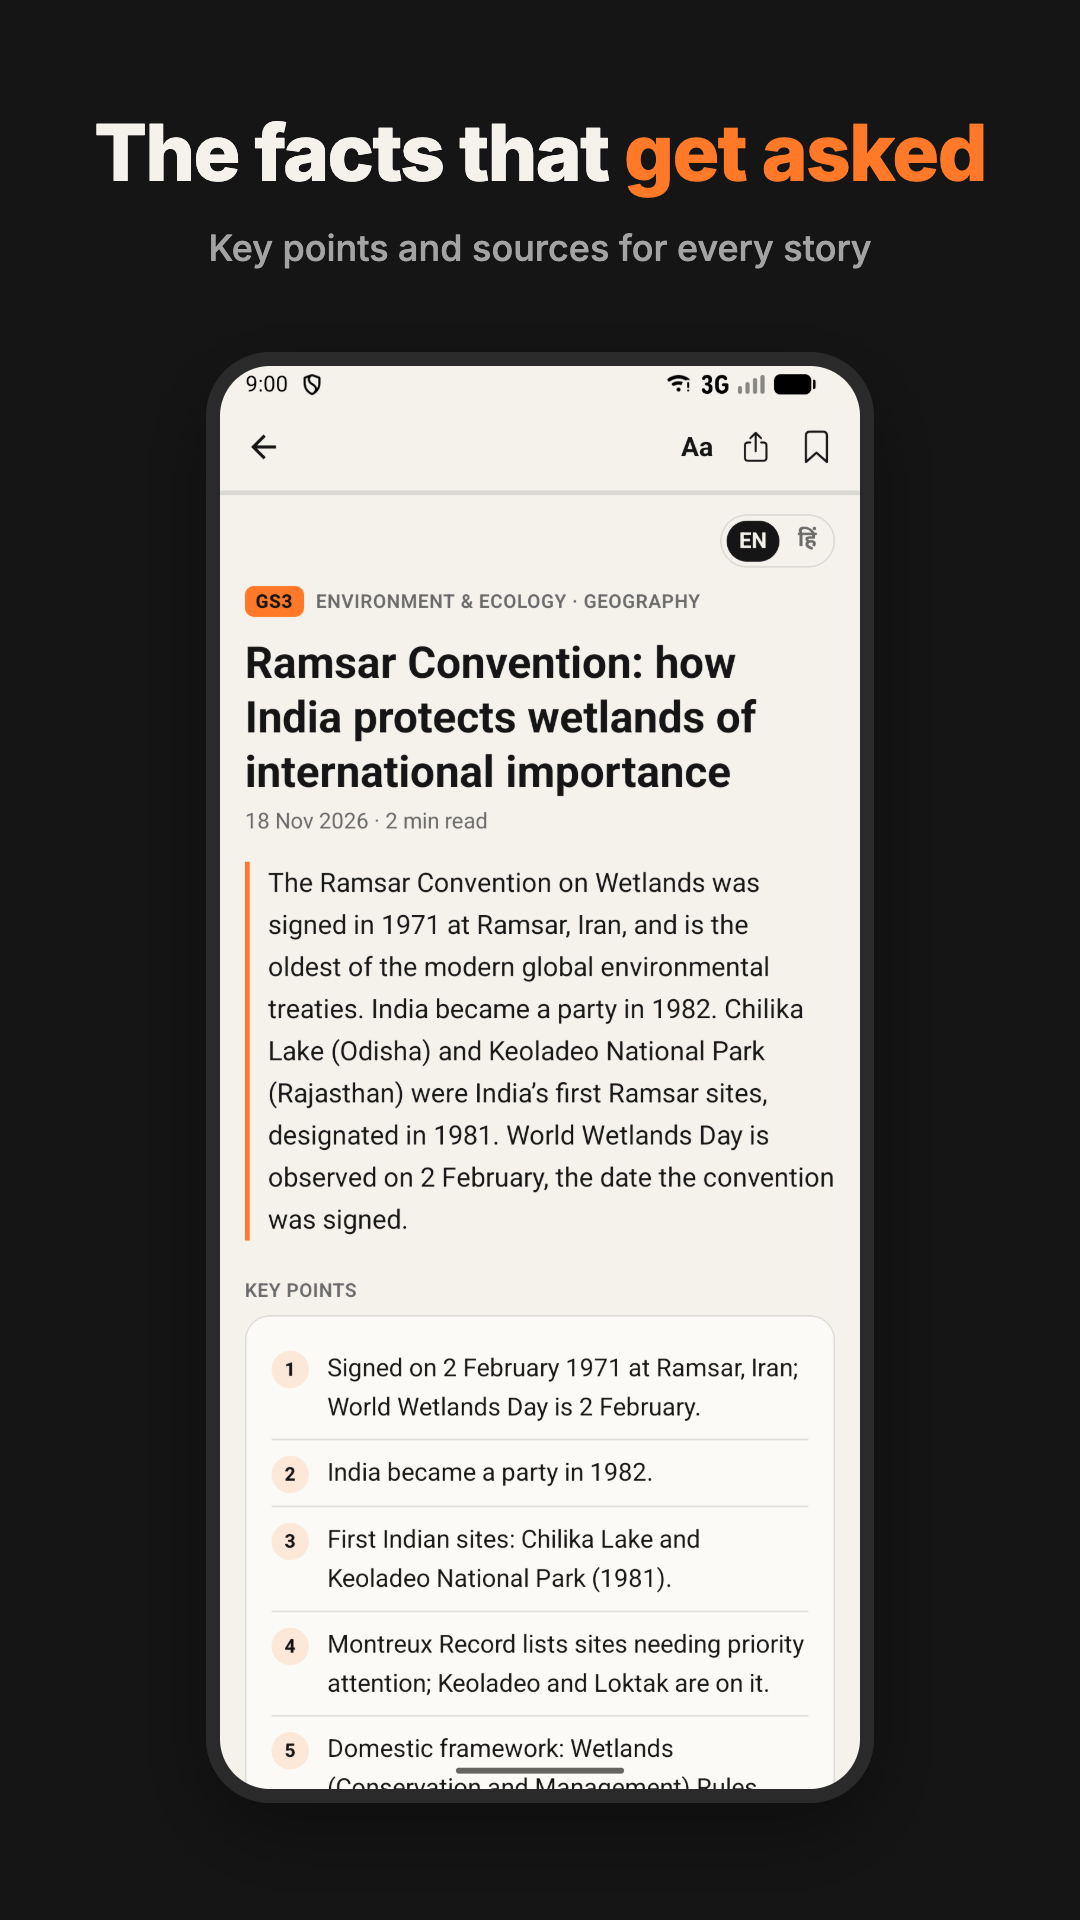 The facts that get asked
Key points and sources for every story
9:00
3G
Aa
EN हिं
GS3 ENVIRONMENT & ECOLOGY · GEOGRAPHY
Ramsar Convention: how
India protects wetlands of
international importance
18 Nov 2026 · 2 min read
The Ramsar Convention on Wetlands was
signed in 1971 at Ramsar, Iran, and is the
oldest of the modern global environmental
treaties. India became a party in 1982. Chilika
Lake (Odisha) and Keoladeo National Park
(Rajasthan) were India’s first Ramsar sites,
designated in 1981. World Wetlands Day is
observed on 2 February, the date the convention
was signed.
KEY POINTS
1 Signed on 2 February 1971 at Ramsar, Iran;
World Wetlands Day is 2 February.
2 India became a party in 1982.
3 First Indian sites: Chilika Lake and
Keoladeo National Park (1981).
4 Montreux Record lists sites needing priority
attention; Keoladeo and Loktak are on it.
5 Domestic framework: Wetlands
(Conservation and Management) Rules